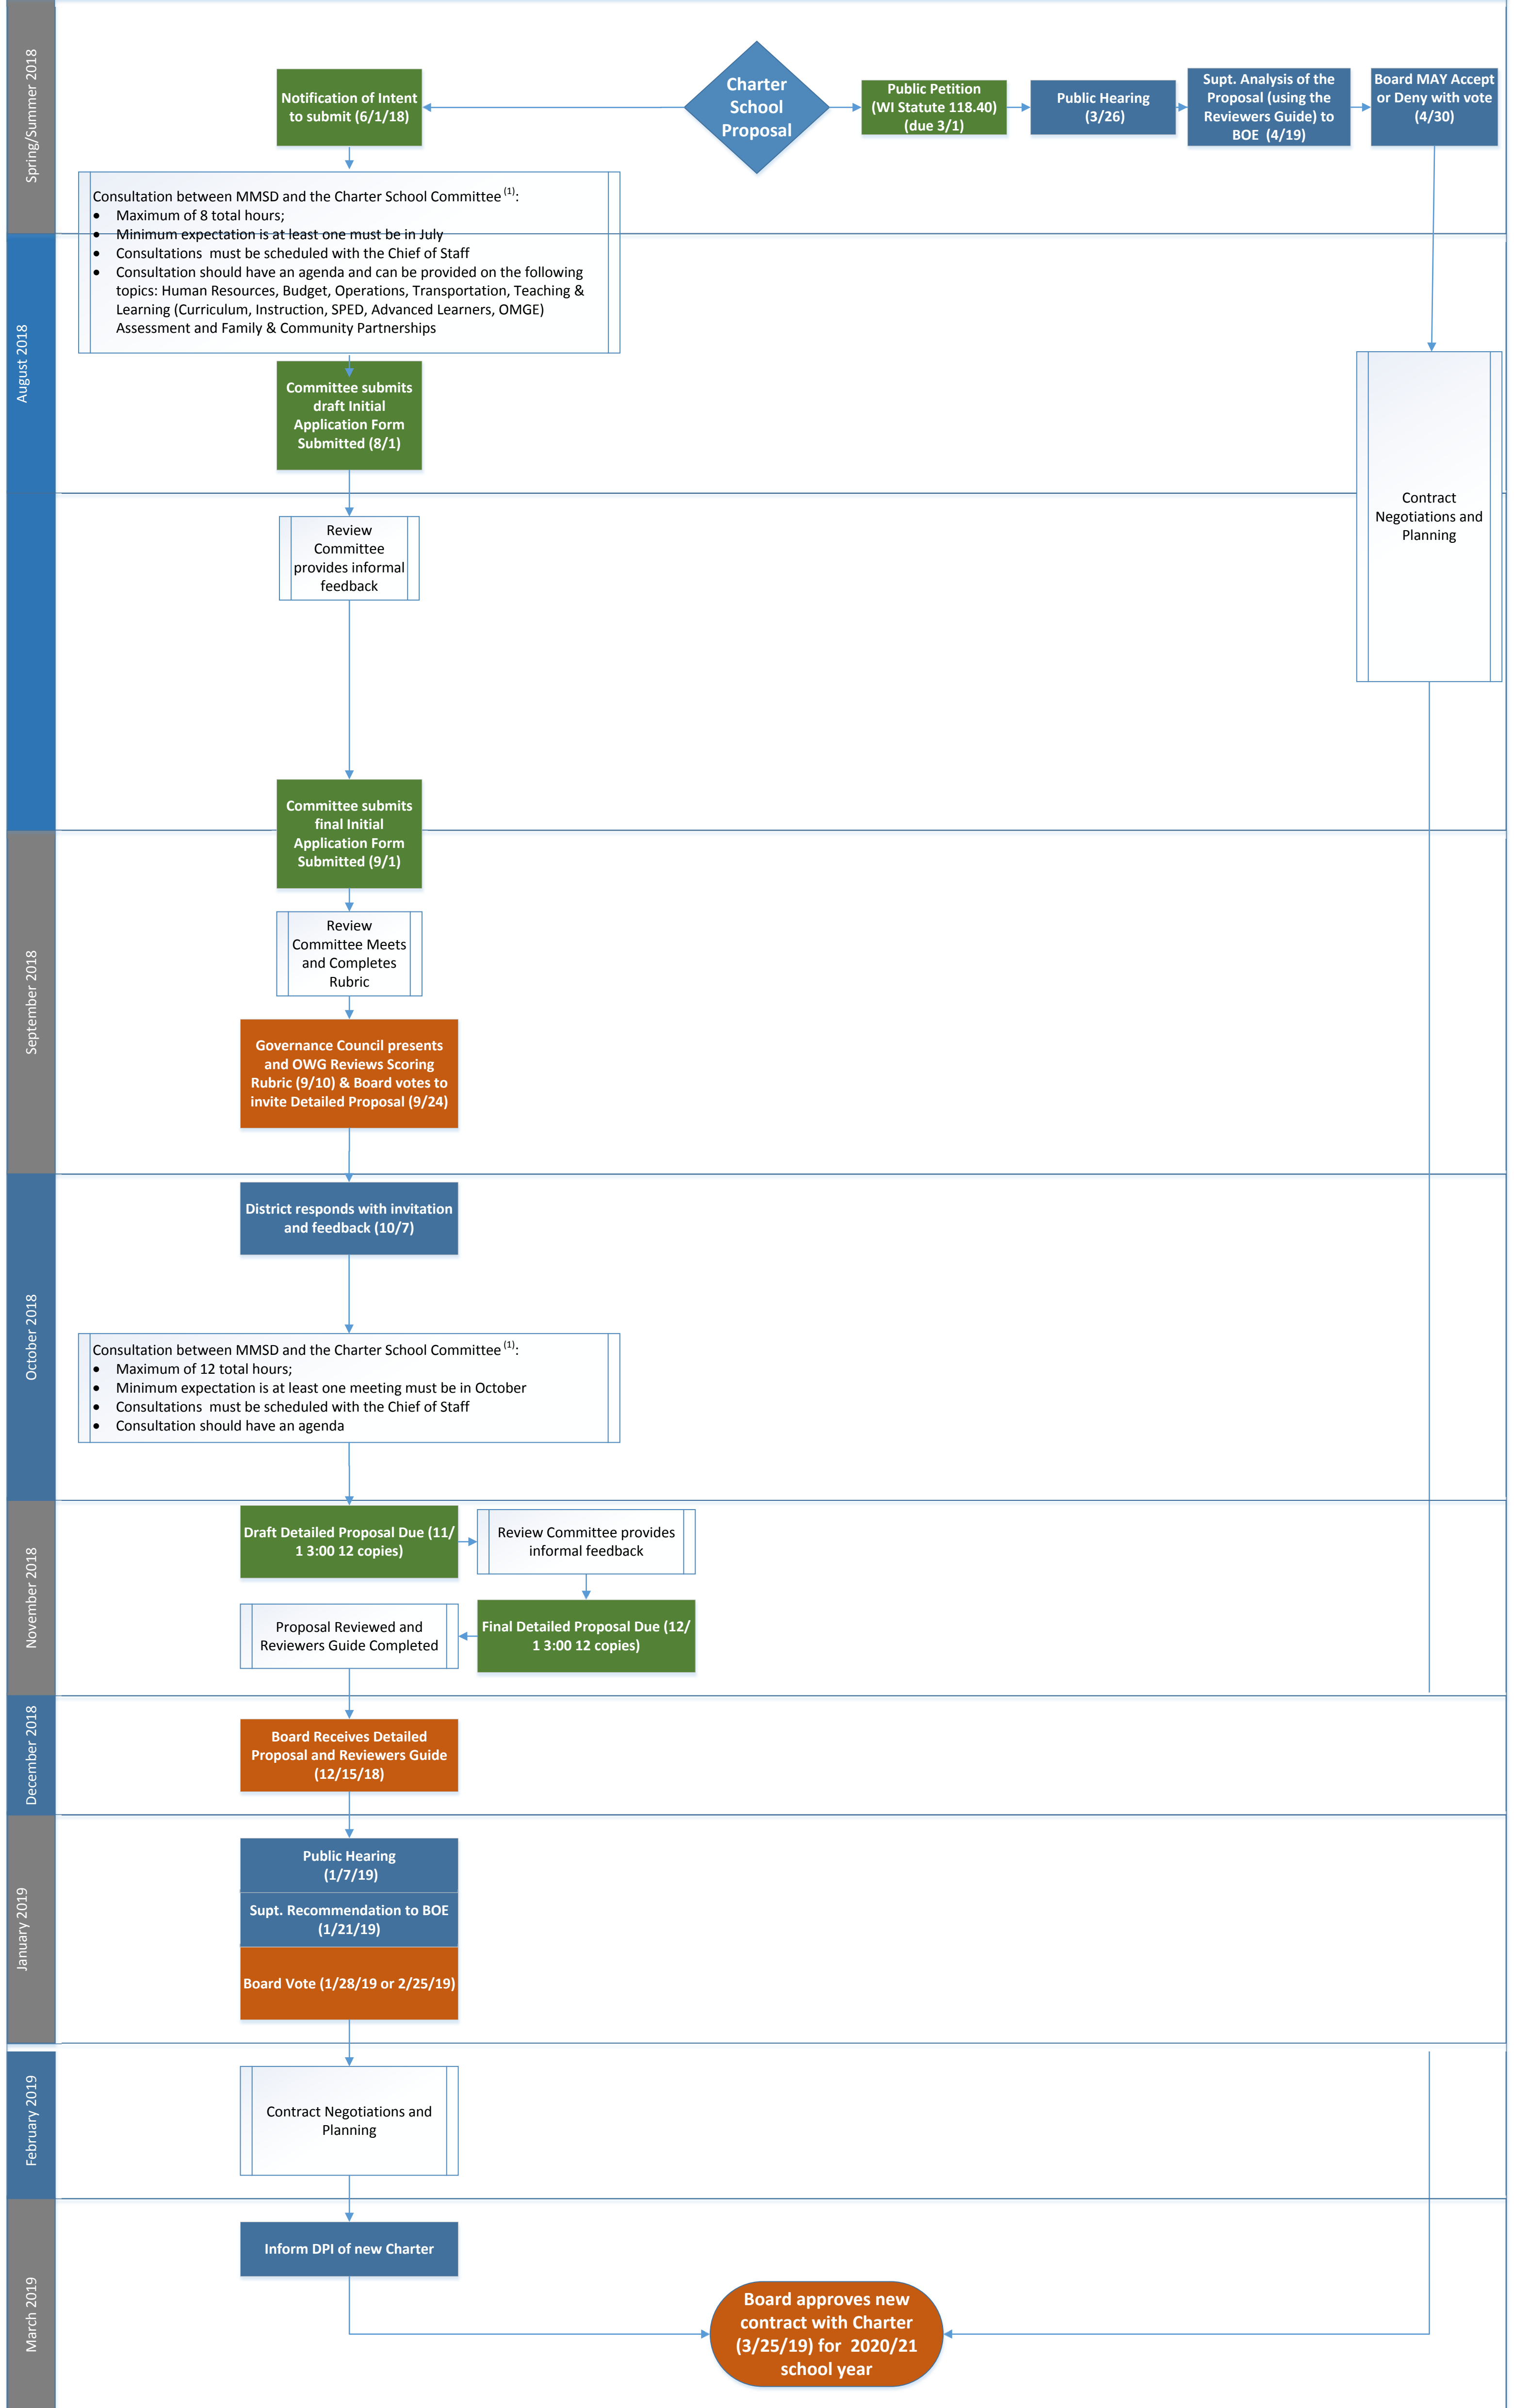 Spring/Summer 2018
Notification of Intent
to submit (6/1/18)
Charter
School
Proposal
Public Petition
(WI Statute 118.40)
(due 3/1)
Public Hearing
(3/26)
Supt. Analysis of the
Proposal (using the
Reviewers Guide) to
BOE  (4/19)
Board MAY Accept
or Deny with vote
(4/30)
Consultation between MMSD and the Charter School Committee (1):
• Maximum of 8 total hours;
• Minimum expectation is at least one must be in July
• Consultations  must be scheduled with the Chief of Staff
• Consultation should have an agenda and can be provided on the following
topics: Human Resources, Budget, Operations, Transportation, Teaching &
Learning (Curriculum, Instruction, SPED, Advanced Learners, OMGE)
Assessment and Family & Community Partnerships
August 2018
Committee submits
draft Initial
Application Form
Submitted (8/1)
Contract
Negotiations and
Planning
Review
Committee
provides informal
feedback
Committee submits
final Initial
Application Form
Submitted (9/1)
September 2018
Review
Committee Meets
and Completes
Rubric
Governance Council presents
and OWG Reviews Scoring
Rubric (9/10) & Board votes to
invite Detailed Proposal (9/24)
October 2018
District responds with invitation
and feedback (10/7)
Consultation between MMSD and the Charter School Committee (1):
• Maximum of 12 total hours;
• Minimum expectation is at least one meeting must be in October
• Consultations  must be scheduled with the Chief of Staff
• Consultation should have an agenda
November 2018
Draft Detailed Proposal Due (11/
1 3:00 12 copies)
Review Committee provides
informal feedback
Proposal Reviewed and
Reviewers Guide Completed
Final Detailed Proposal Due (12/
1 3:00 12 copies)
December 2018
Board Receives Detailed
Proposal and Reviewers Guide
(12/15/18)
January 2019
Public Hearing
(1/7/19)
Supt. Recommendation to BOE
(1/21/19)
Board Vote (1/28/19 or 2/25/19)
February 2019
Contract Negotiations and
Planning
March 2019
Inform DPI of new Charter
Board approves new
contract with Charter
(3/25/19) for  2020/21
school year